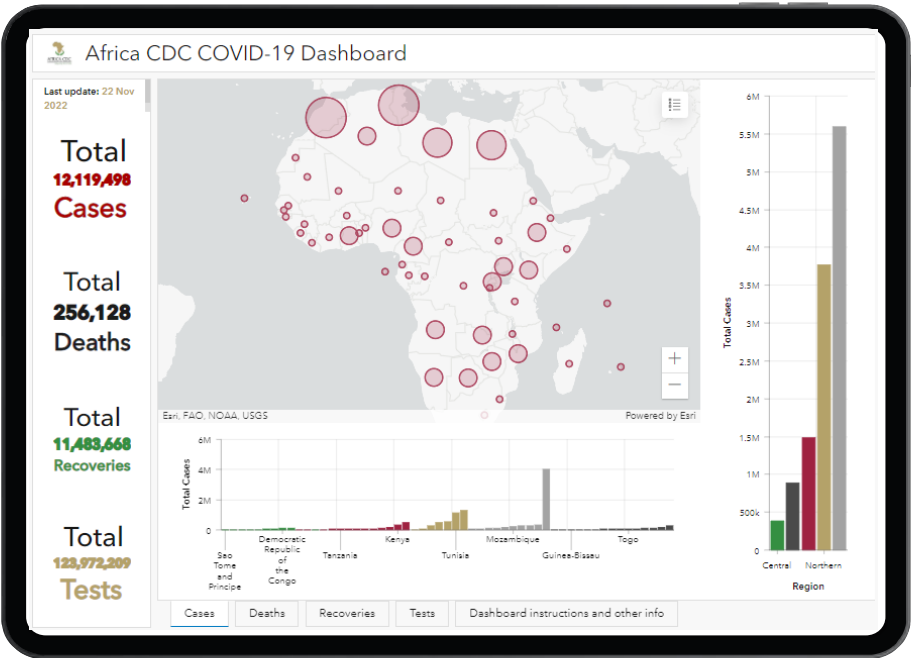 Africa CDC COVID-19 Dashboard
Last update: 22 Nov
2022
Total
12,119,498
Cases
Total
256,128
Deaths
Total
11,483,668
Recoveries
Total
123,972,209
Tests
Esri, FAO, NOAA, USGS
Powered by Esri
Total Cases
6M
4M
2M
0
Sao
Tome
and
Principe
Democratic
Republic
of
the
Congo
Tanzania
Kenya
Tunisia
Mozambique
Guinea-Bissau
Togo
Total Cases
6M
5.5M
5M
4.5M
4M
3.5M
3M
2.5M
2M
1.5M
1M
500k
0
Central
Northern
Region
Cases
Deaths
Recoveries
Tests
Dashboard instructions and other info